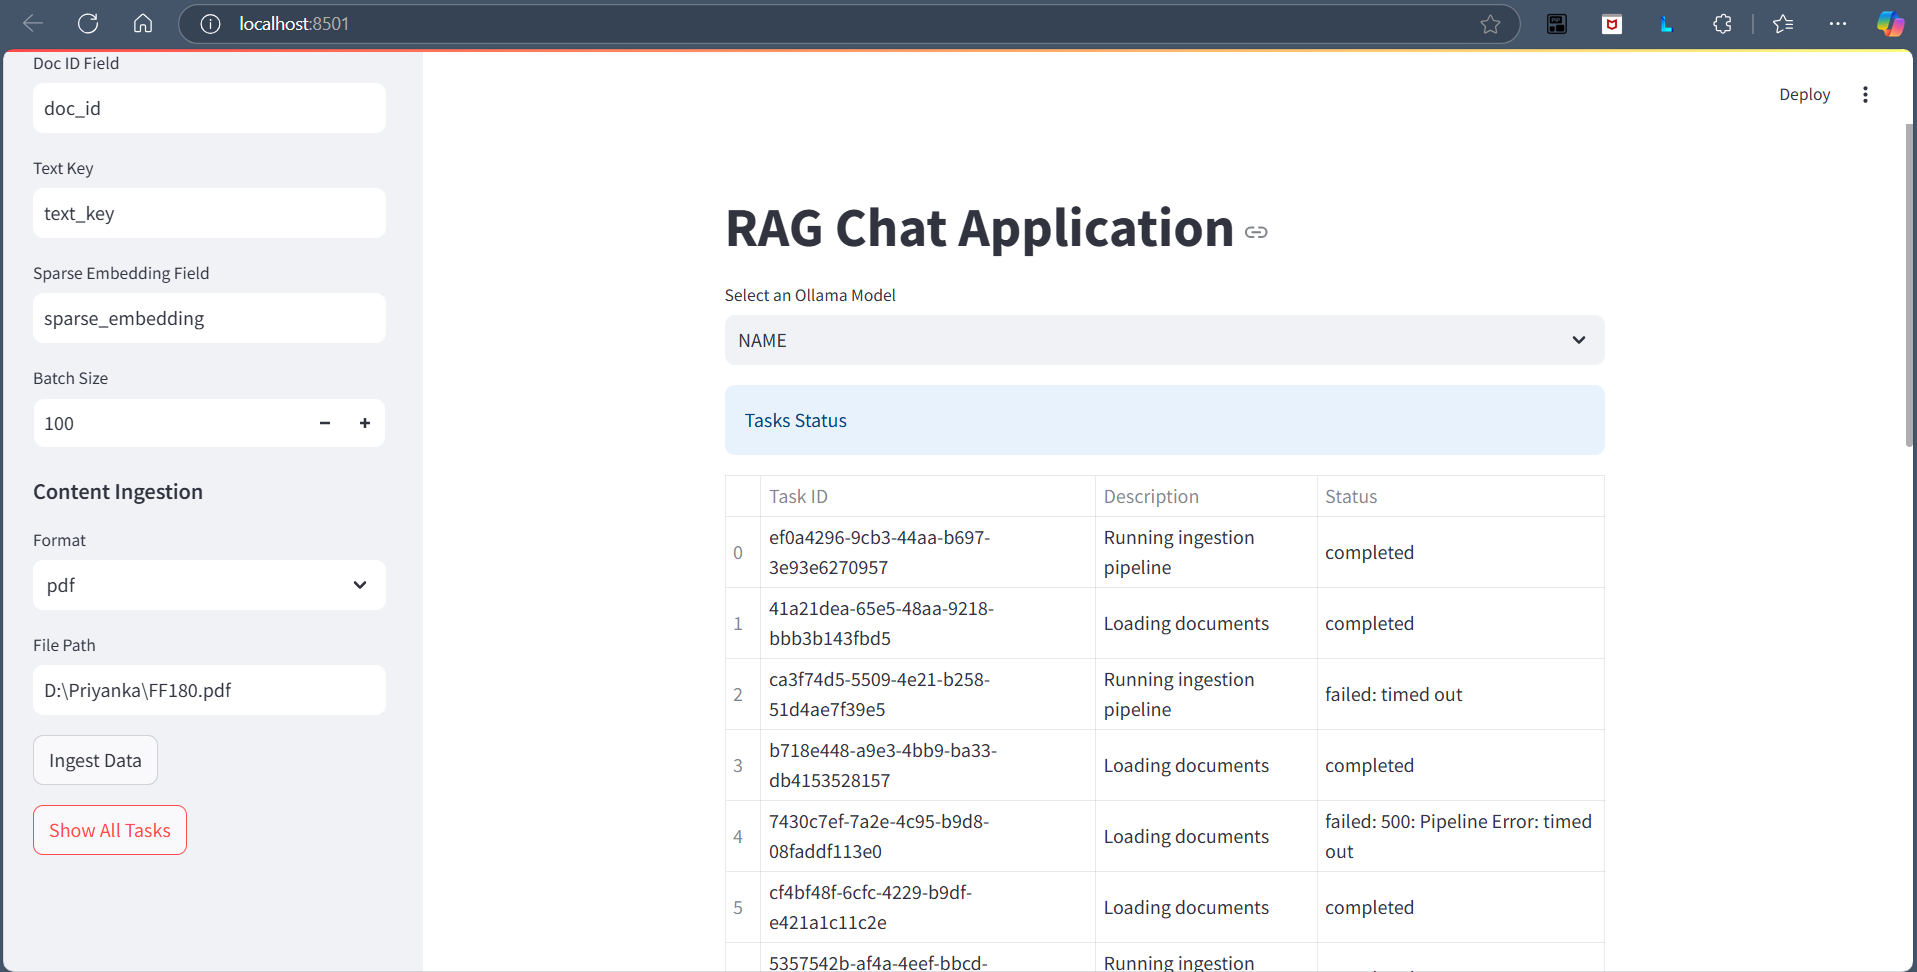 localhost:8501
Doc ID Field
doc_id
Text Key
text_key
Sparse Embedding Field
sparse_embedding
Batch Size
100
Content Ingestion
Format
pdf
File Path
D:\Priyanka\FF180.pdf
Ingest Data
Show All Tasks
Deploy
RAG Chat Application
Select an Ollama Model
NAME
Tasks Status
Task ID Description Status
0 ef0a4296-9cb3-44aa-b697-
3e93e6270957 Running ingestion
pipeline completed
1 41a21dea-65e5-48aa-9218-
bbb3b143fbd5 Loading documents completed
2 ca3f74d5-5509-4e21-b258-
51d4ae7f39e5 Running ingestion
pipeline failed: timed out
3 b718e448-a9e3-4bb9-ba33-
db4153528157 Loading documents completed
4 7430c7ef-7a2e-4c95-b9d8-
08faddf113e0 Loading documents failed: 500: Pipeline Error: timed
out
5 cf4bf48f-6cfc-4229-b9df-
e421a1c11c2e Loading documents completed
5357542b-af4a-4eef-bbcd- Running ingestion